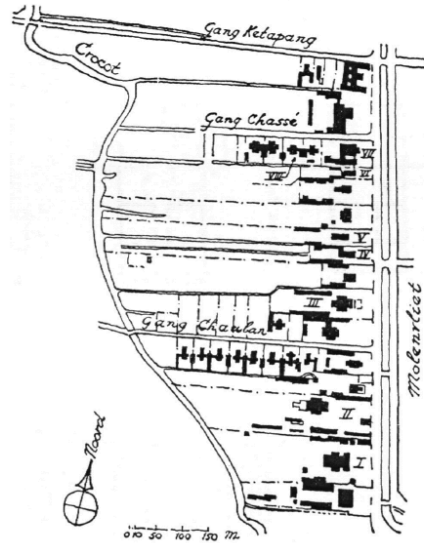 Gang Ketapang
Crocot
Gang Chassé
VII
VI
VIII
V
IV
III
Gang Chaulan
Molenvliet
II
I
Noord
0 10 50 100 150 M